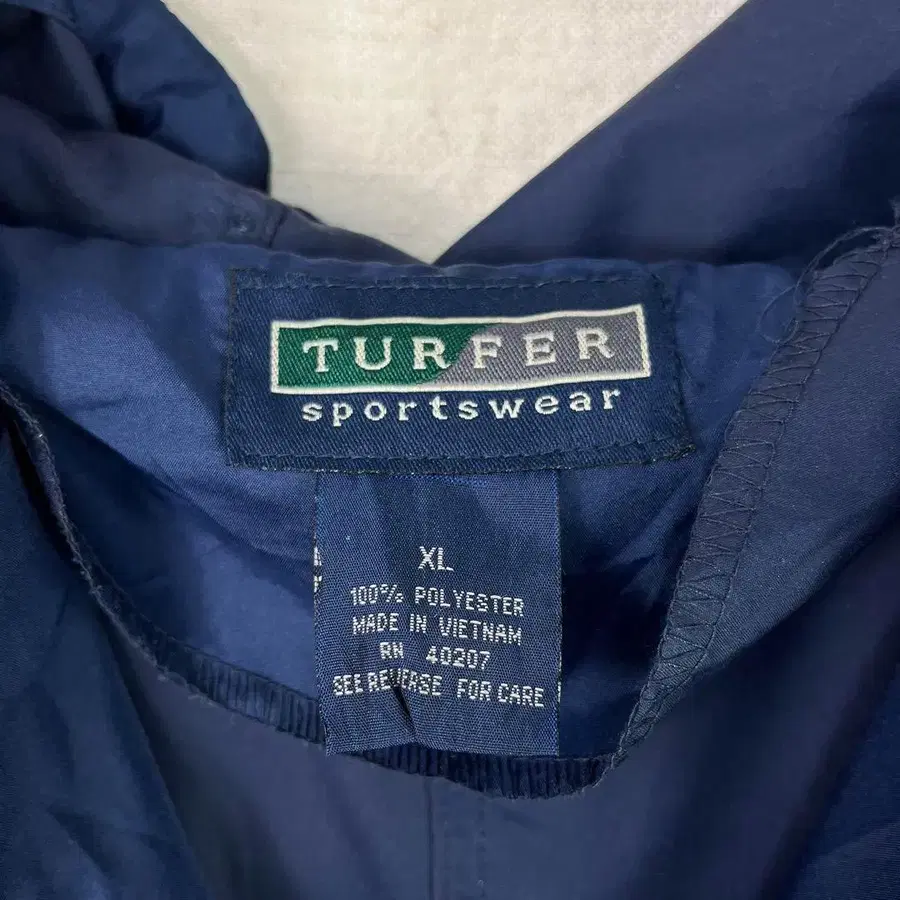 TURFER
sportswear
XL
100% POLYESTER
MADE IN VIETNAM
RN 40207
SEE REVERSE FOR CARE